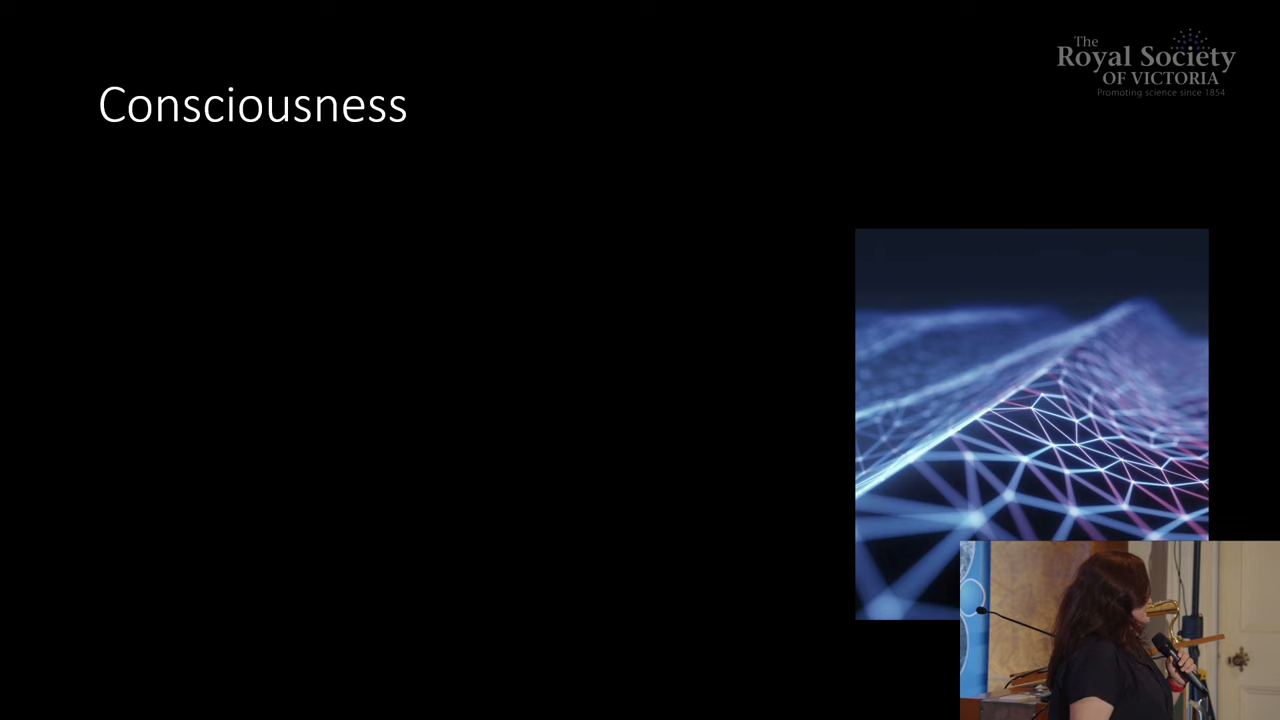 The
Royal Society
OF VICTORIA
Promoting science since 1854
Consciousness